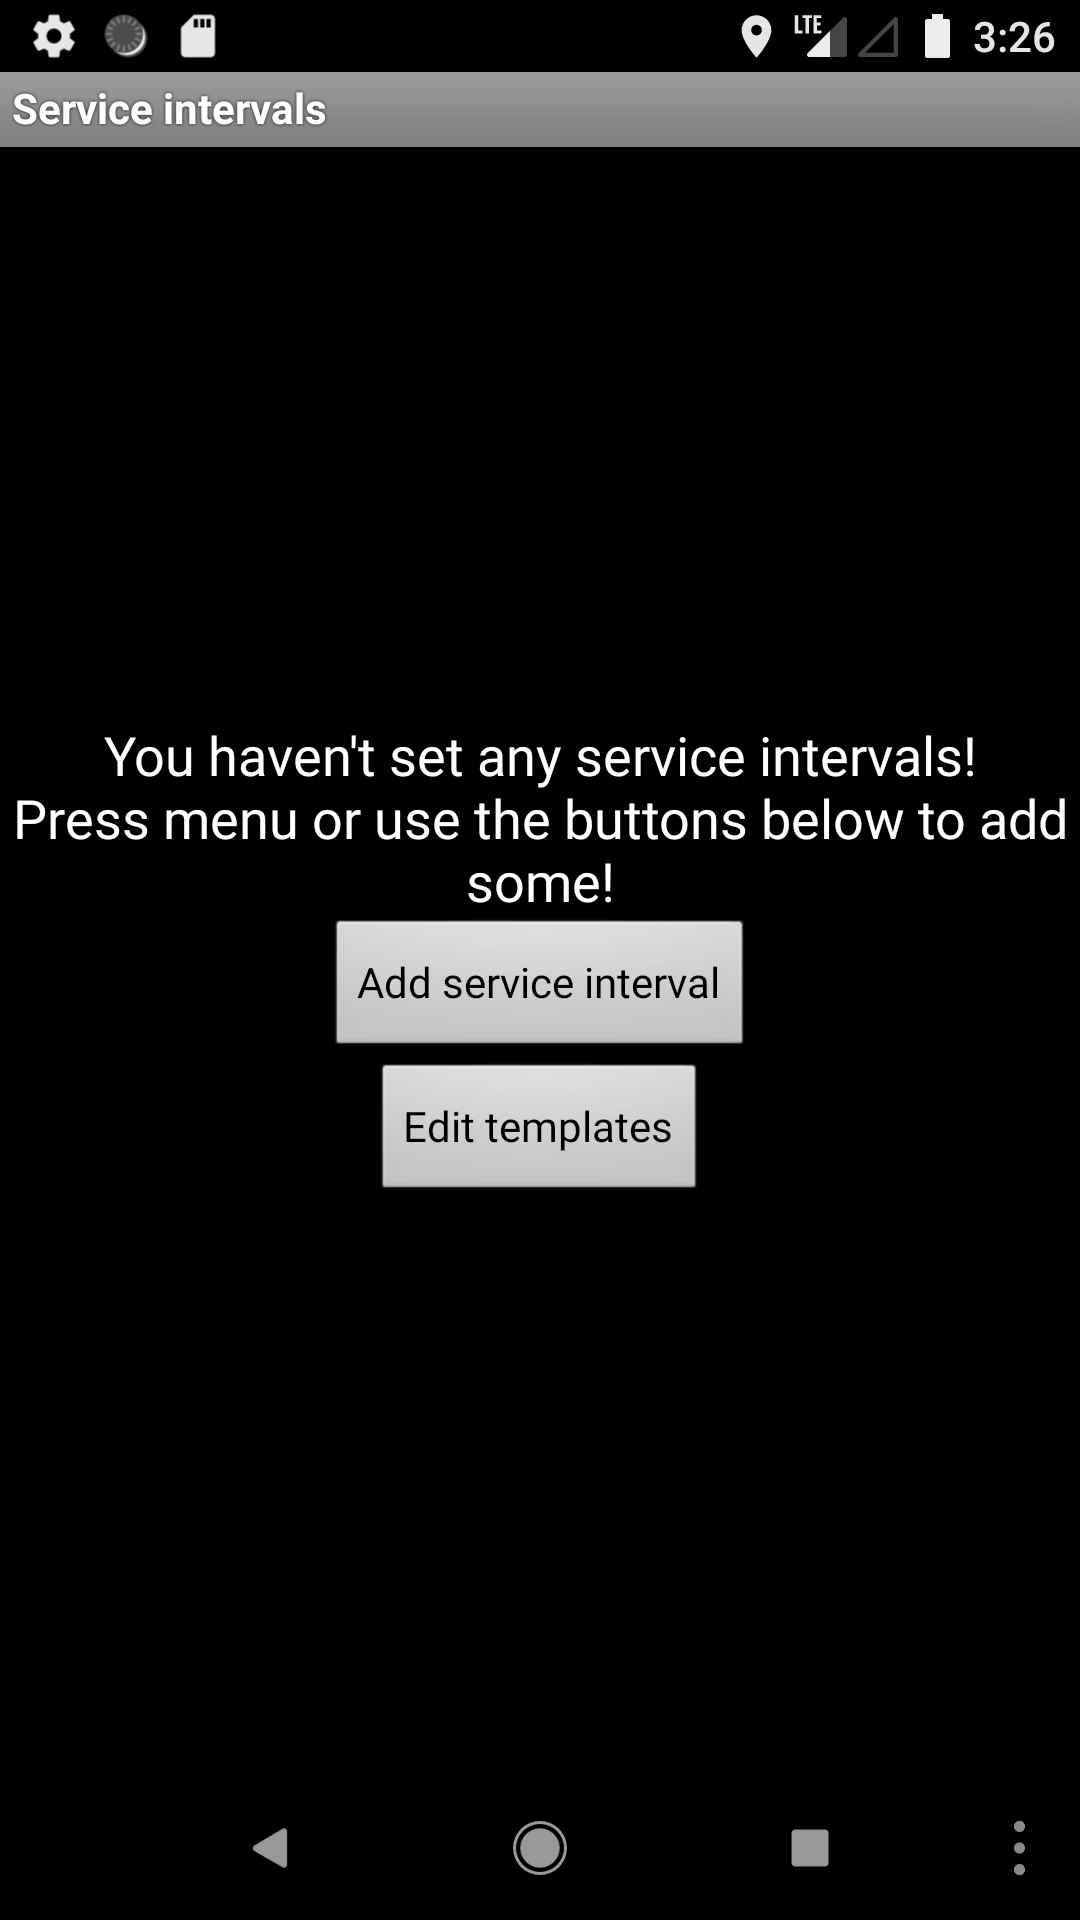 LTE 3:26
Service intervals
You haven't set any service intervals!
Press menu or use the buttons below to add
some!
Add service interval
Edit templates